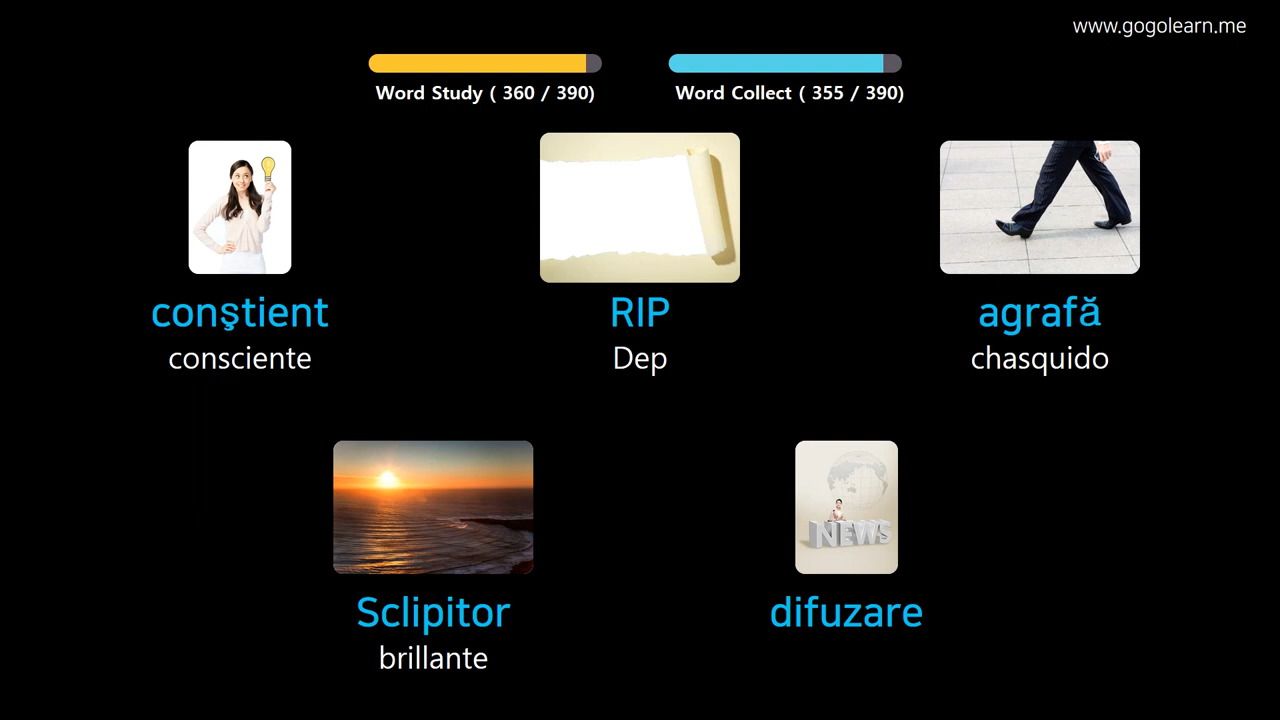 www.gogolearn.me
Word Study ( 360 / 390)
Word Collect ( 355 / 390)
conştient
consciente
RIP
Dep
agrafă
chasquido
NEWS
Sclipitor
brillante
difuzare